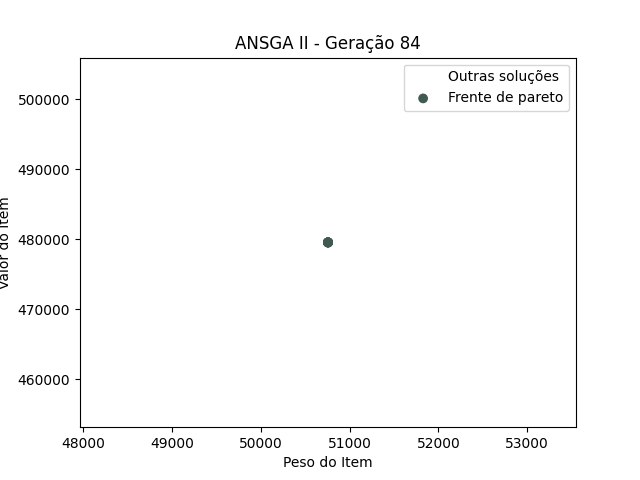 ANSGA II - Geração 84
Outras soluções
Frente de pareto
500000
490000
480000
470000
460000
Valor do Item
48000
49000
50000
51000
52000
53000
Peso do Item